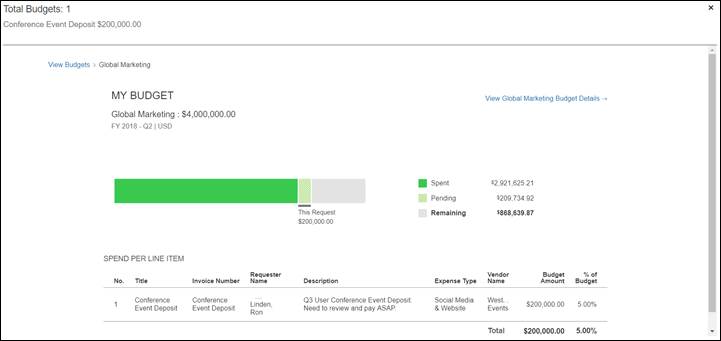 Total Budgets: 1
Conference Event Deposit $200,000.00
View Budgets > Global Marketing
MY BUDGET
View Global Marketing Budget Details →
Global Marketing : $4,000,000.00
FY 2018 - Q2 | USD
Spent $2,921,625.21
Pending $209,734.92
Remaining $868,639.87
This Request
$200,000.00
SPEND PER LINE ITEM
No. Title Invoice Number Requester Name Description Expense Type Vendor Name Budget Amount % of Budget
1 Conference Event Deposit Conference Event Deposit Linden, Ron Q3 User Conference Event Deposit Need to review and pay ASAP. Social Media & Website West... Events $200,000.00 5.00%
Total $200,000.00 5.00%